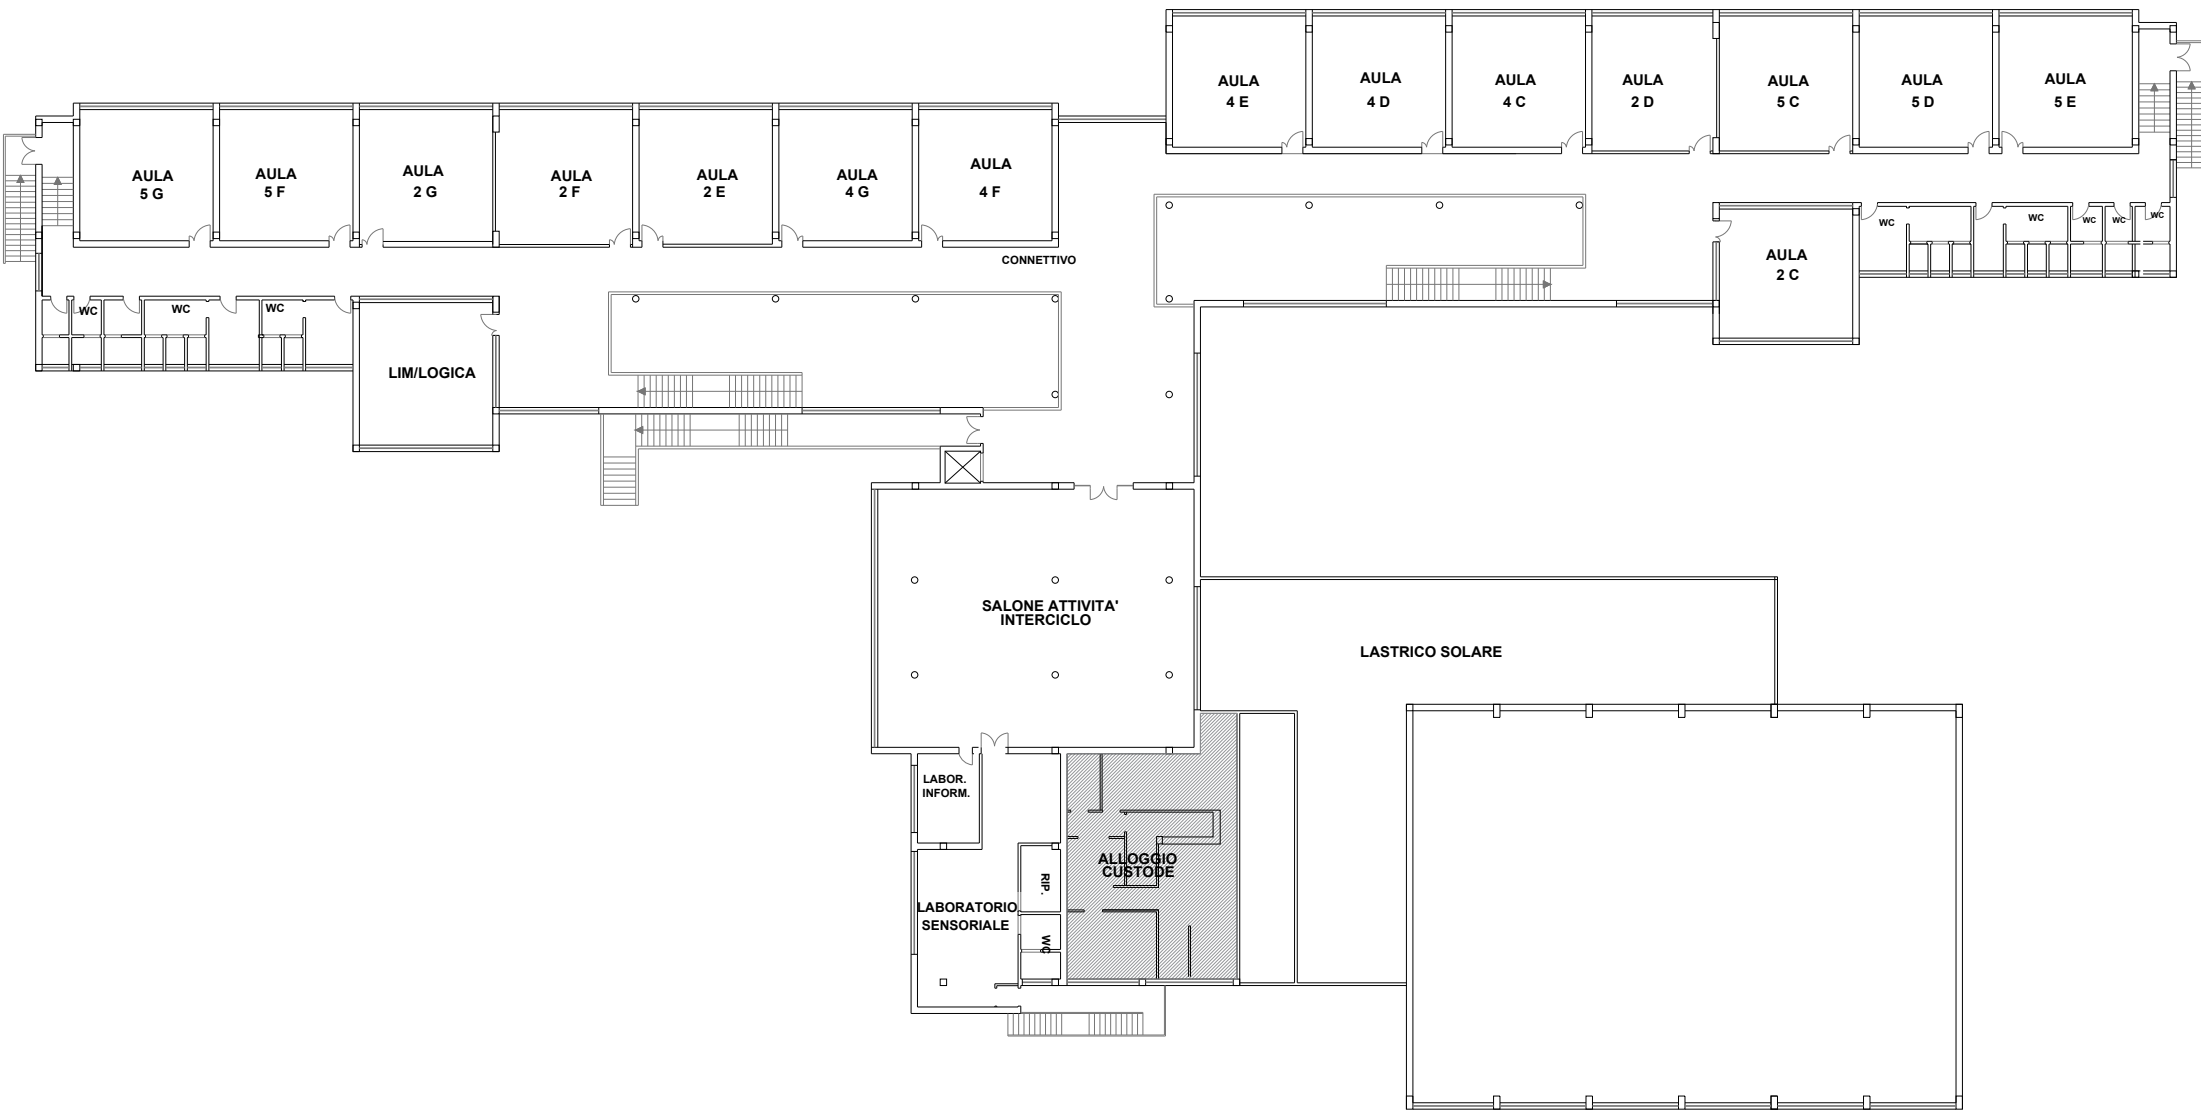 AULA
4 E
AULA
4 D
AULA
4 C
AULA
2 D
AULA
5 C
AULA
5 D
AULA
5 E
AULA
5 G
AULA
5 F
AULA
2 G
AULA
2 F
AULA
2 E
AULA
4 G
AULA
4 F
CONNETTIVO
WC
WC
WC
WC
WC
AULA
2 C
WC
WC
WC
LIM/LOGICA
SALONE ATTIVITA'
INTERCICLO
LASTRICO SOLARE
LABOR.
INFORM.
ALLOGGIO
CUSTODE
RIP.
LABORATORIO
SENSORIALE
WC